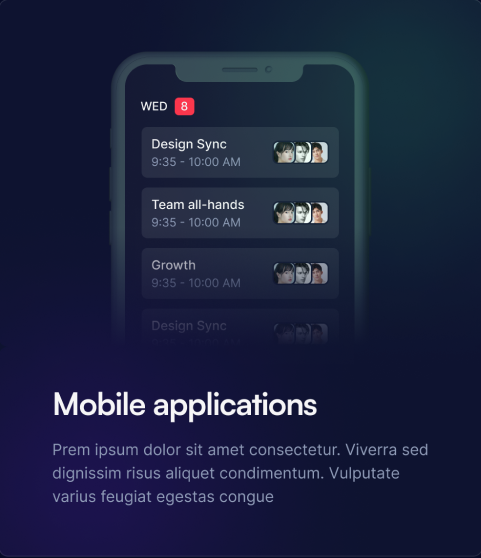 WED 8
Design Sync
9:35 - 10:00 AM
Team all-hands
9:35 - 10:00 AM
Growth
9:35 - 10:00 AM
Design Sync
Mobile applications
Prem ipsum dolor sit amet consectetur. Viverra sed
dignissim risus aliquet condimentum. Vulputate
varius feugiat egestas congue